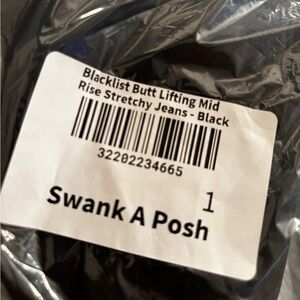 Blacklist Butt Lifting Mid
Rise Stretchy Jeans - Black
32202234665
1
Swank A Posh